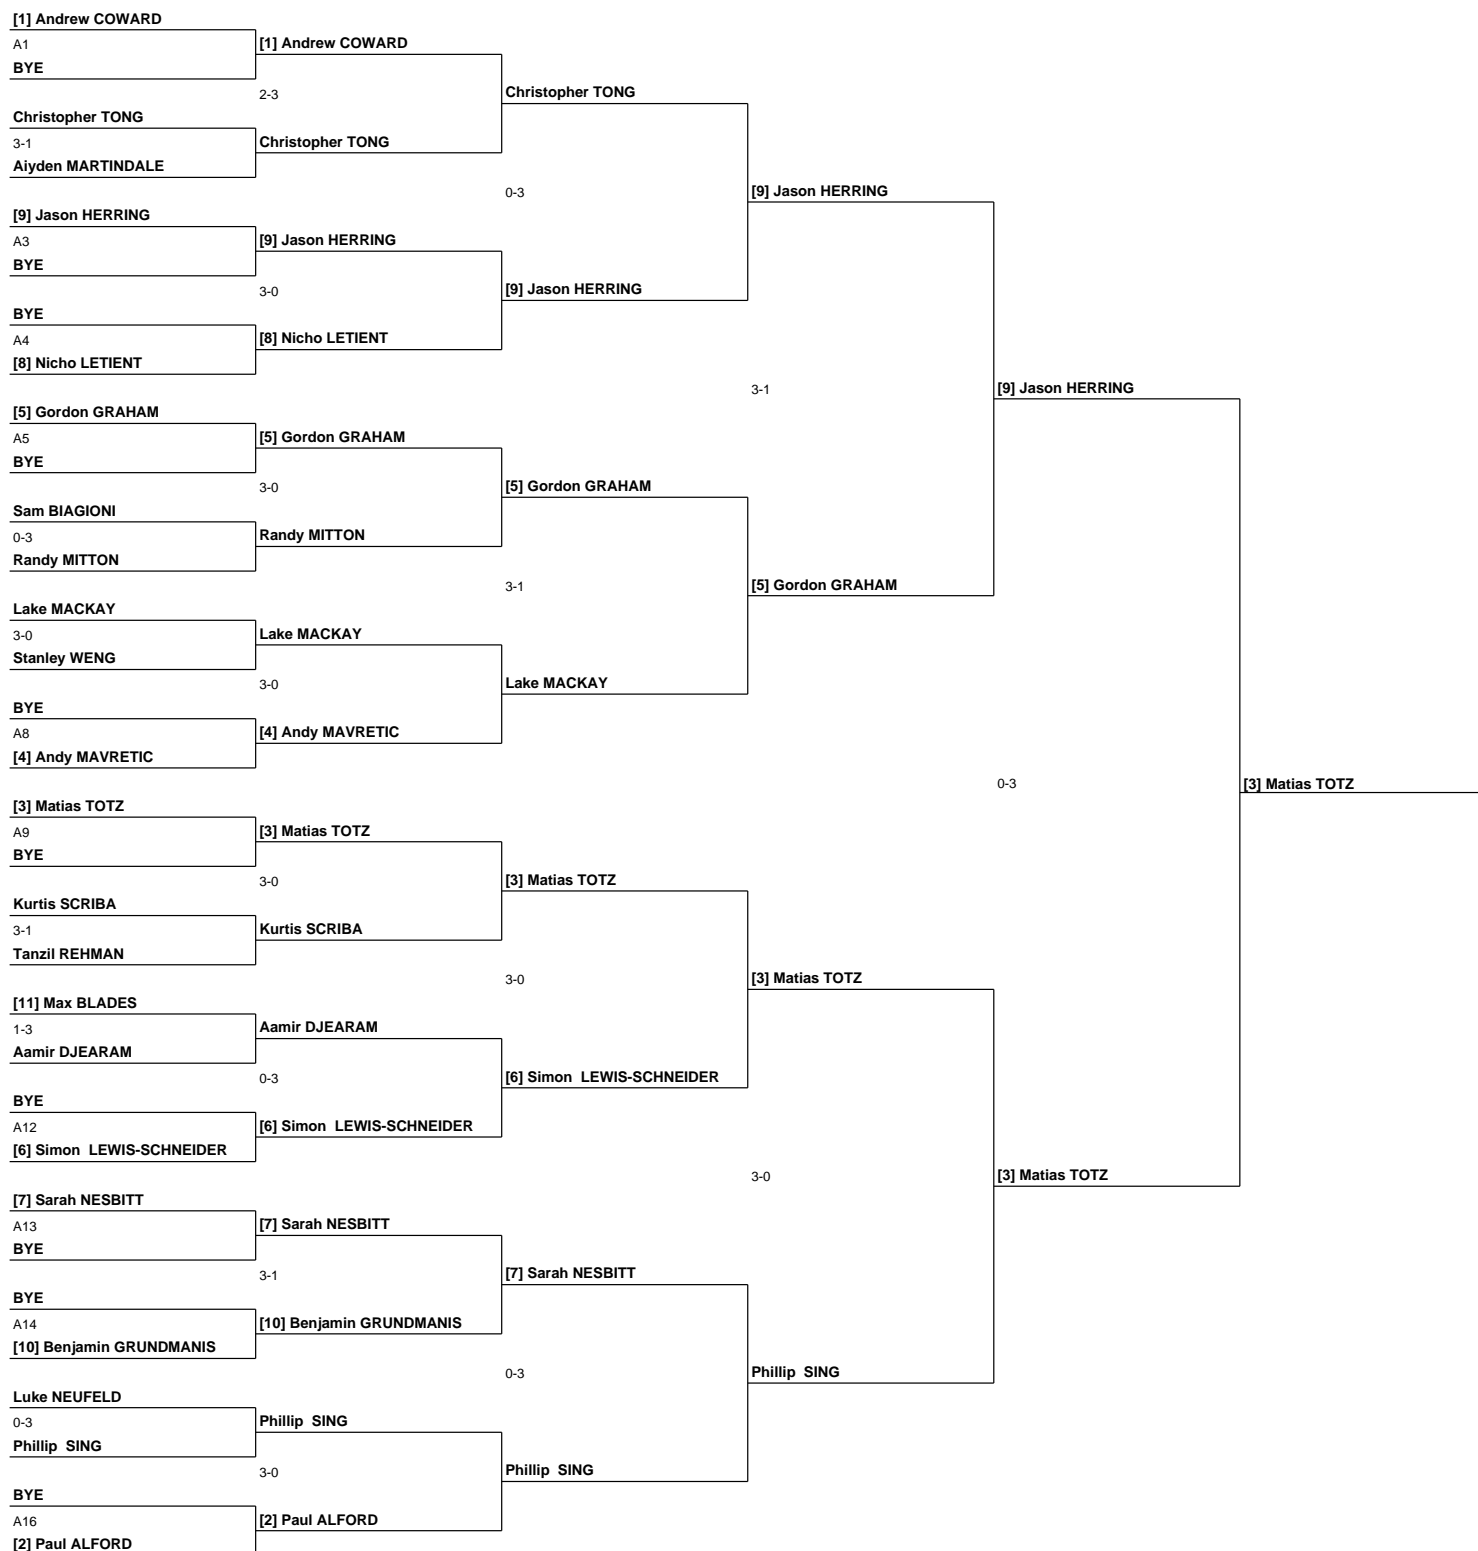 [1] Andrew COWARD
A1
BYE
Christopher TONG
3-1
Aiyden MARTINDALE
[9] Jason HERRING
A3
BYE
BYE
A4
[8] Nicho LETIENT
[5] Gordon GRAHAM
A5
BYE
Sam BIAGIONI
0-3
Randy MITTON
Lake MACKAY
3-0
Stanley WENG
BYE
A8
[4] Andy MAVRETIC
[3] Matias TOTZ
A9
BYE
Kurtis SCRIBA
3-1
Tanzil REHMAN
[11] Max BLADES
1-3
Aamir DJEARAM
BYE
A12
[6] Simon  LEWIS-SCHNEIDER
[7] Sarah NESBITT
A13
BYE
BYE
A14
[10] Benjamin GRUNDMANIS
Luke NEUFELD
0-3
Phillip  SING
BYE
A16
[2] Paul ALFORD
[1] Andrew COWARD
2-3
Christopher TONG
[9] Jason HERRING
3-0
[8] Nicho LETIENT
[5] Gordon GRAHAM
3-0
Randy MITTON
Lake MACKAY
3-0
[4] Andy MAVRETIC
[3] Matias TOTZ
3-0
Kurtis SCRIBA
Aamir DJEARAM
0-3
[6] Simon  LEWIS-SCHNEIDER
[7] Sarah NESBITT
3-1
[10] Benjamin GRUNDMANIS
Phillip  SING
3-0
[2] Paul ALFORD
Christopher TONG
0-3
[9] Jason HERRING
[5] Gordon GRAHAM
3-1
Lake MACKAY
[3] Matias TOTZ
3-0
[6] Simon  LEWIS-SCHNEIDER
[7] Sarah NESBITT
0-3
Phillip  SING
[9] Jason HERRING
3-1
[5] Gordon GRAHAM
[3] Matias TOTZ
3-0
Phillip  SING
[9] Jason HERRING
0-3
[3] Matias TOTZ
[3] Matias TOTZ